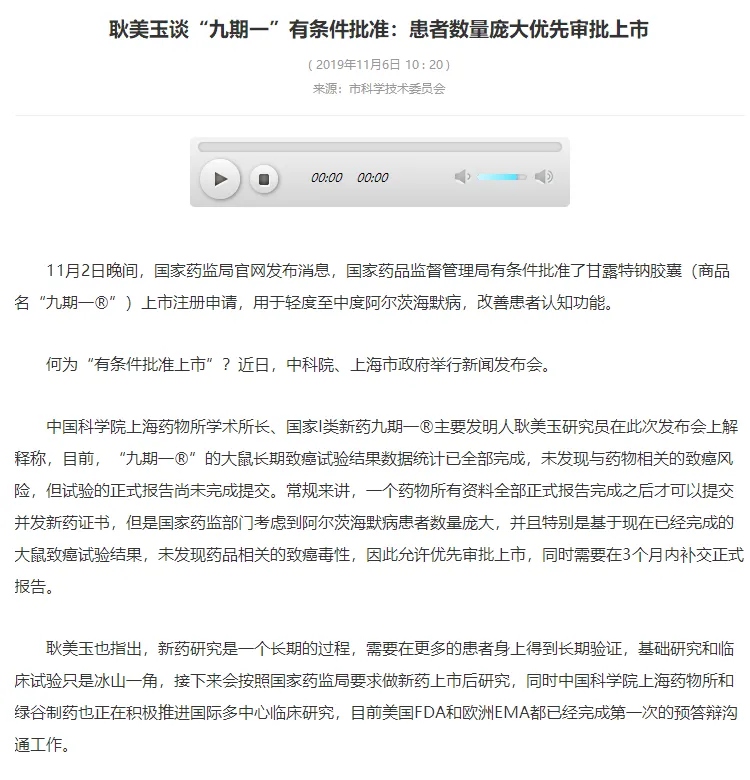 耿美玉谈“九期一”有条件批准：患者数量庞大优先审批上市
( 2019年11月6日 10 : 20 )
来源：市科学技术委员会
00:00 00:00
11月2日晚间，国家药监局官网发布消息，国家药品监督管理局有条件批准了甘露特钠胶囊（商品
名“九期一®”）上市注册申请，用于轻度至中度阿尔茨海默病，改善患者认知功能。
何为“有条件批准上市”？近日，中科院、上海市政府举行新闻发布会。
中国科学院上海药物所学术所长、国家I类新药九期一®主要发明人耿美玉研究员在此次发布会上解
释称，目前，“九期一®”的大鼠长期致癌试验结果数据统计已全部完成，未发现与药物相关的致癌风
险，但试验的正式报告尚未完成提交。常规来讲，一个药物所有资料全部正式报告完成之后才可以提交
并发新药证书，但是国家药监部门考虑到阿尔茨海默病患者数量庞大，并且特别是基于现在已经完成的
大鼠致癌试验结果，未发现药品相关的致癌毒性，因此允许优先审批上市，同时需要在3个月内补交正式
报告。
耿美玉也指出，新药研究是一个长期的过程，需要在更多的患者身上得到长期验证，基础研究和临
床试验只是冰山一角，接下来会按照国家药监局要求做新药上市后研究，同时中国科学院上海药物所和
绿谷制药也正在积极推进国际多中心临床研究，目前美国FDA和欧洲EMA都已经完成第一次的预答辩沟
通工作。